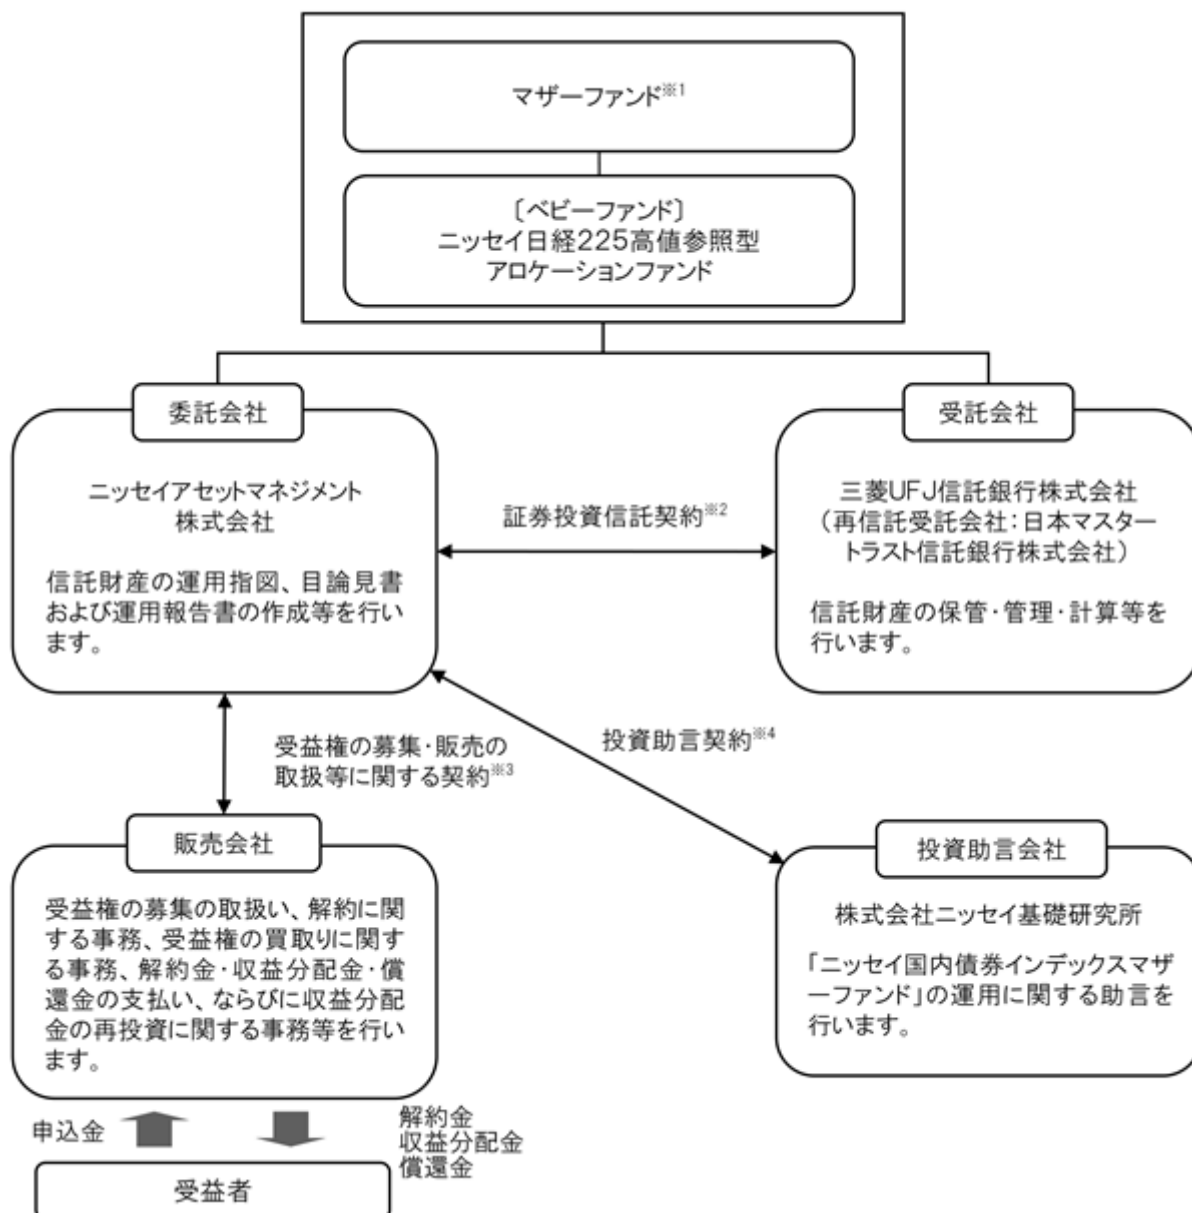 マザーファンド※1
〔ベビーファンド〕
ニッセイ日経225高値参照型
アロケーションファンド
委託会社
ニッセイアセットマネジメント
株式会社
信託財産の運用指図、目論見書
および運用報告書の作成等を行い
ます。
証券投資信託契約※2
受託会社
三菱UFJ信託銀行株式会社
（再信託受託会社：日本マスター
トラスト信託銀行株式会社）
信託財産の保管・管理・計算等を
行います。
受益権の募集・販売の
取扱等に関する契約※3
投資助言契約※4
販売会社
受益権の募集の取扱い、解約に関
する事務、受益権の買取りに関す
る事務、解約金・収益分配金・償
還金の支払い、ならびに収益分配
金の再投資に関する事務等を行い
ます。
投資助言会社
株式会社ニッセイ基礎研究所
「ニッセイ国内債券インデックスマザ
ーファンド」の運用に関する助言を
行います。
申込金
解約金
収益分配金
償還金
受益者